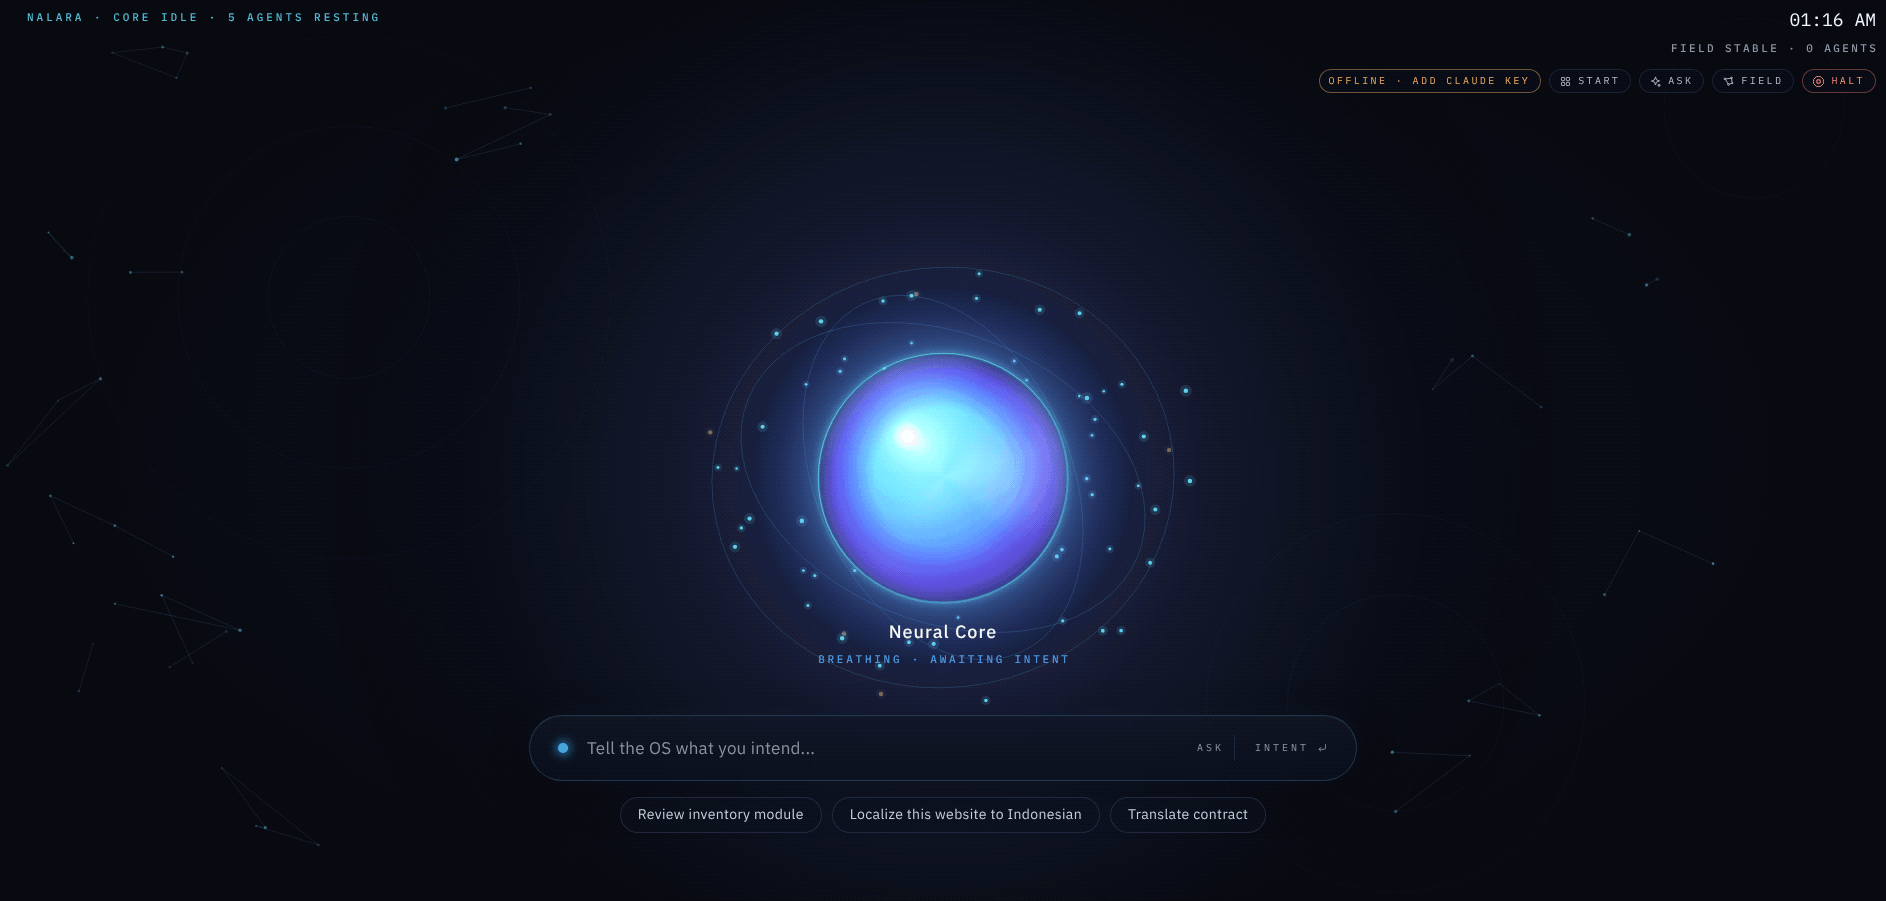 NALARA · CORE IDLE · 5 AGENTS RESTING
01:16 AM
FIELD STABLE · 0 AGENTS
OFFLINE · ADD CLAUDE KEY
START
ASK
FIELD
HALT
Neural Core
BREATHING · AWAITING INTENT
Tell the OS what you intend...
ASK
INTENT ↵
Review inventory module
Localize this website to Indonesian
Translate contract